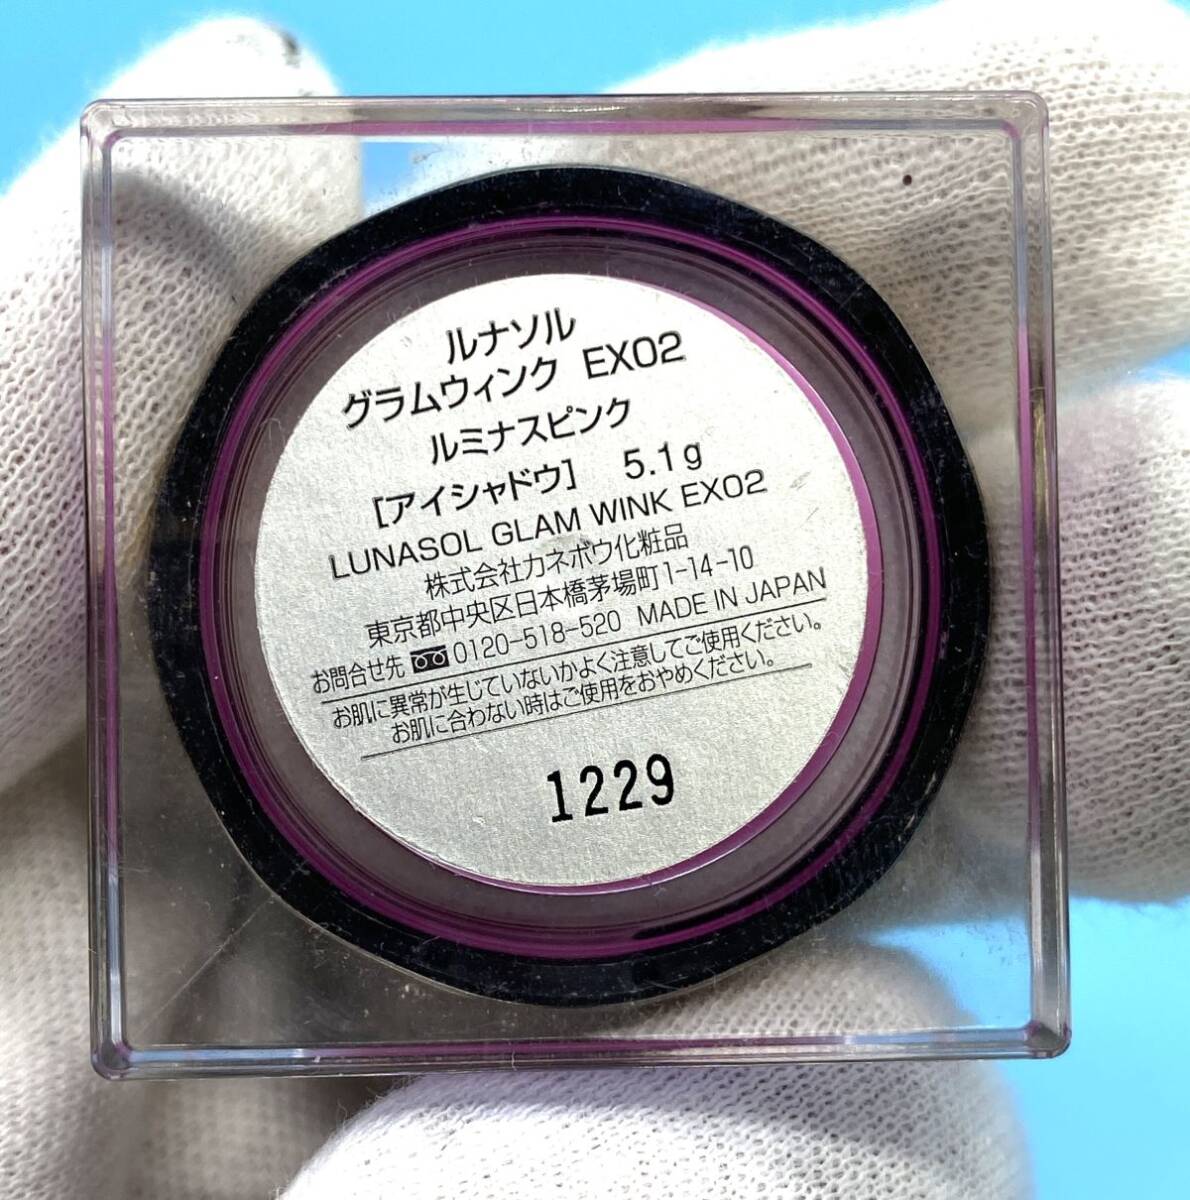 ルナソル
グラムウィンク EX02
ルミナスピンク
[アイシャドウ] 5.1g
LUNASOL GLAM WINK EX02
株式会社カネボウ化粧品
東京都中央区日本橋茅場町1-14-10
お問合せ先 0120-518-520 MADE IN JAPAN
お肌に異常が生じていないかよく注意してご使用ください。
お肌に合わない時はご使用をおやめください。
1229